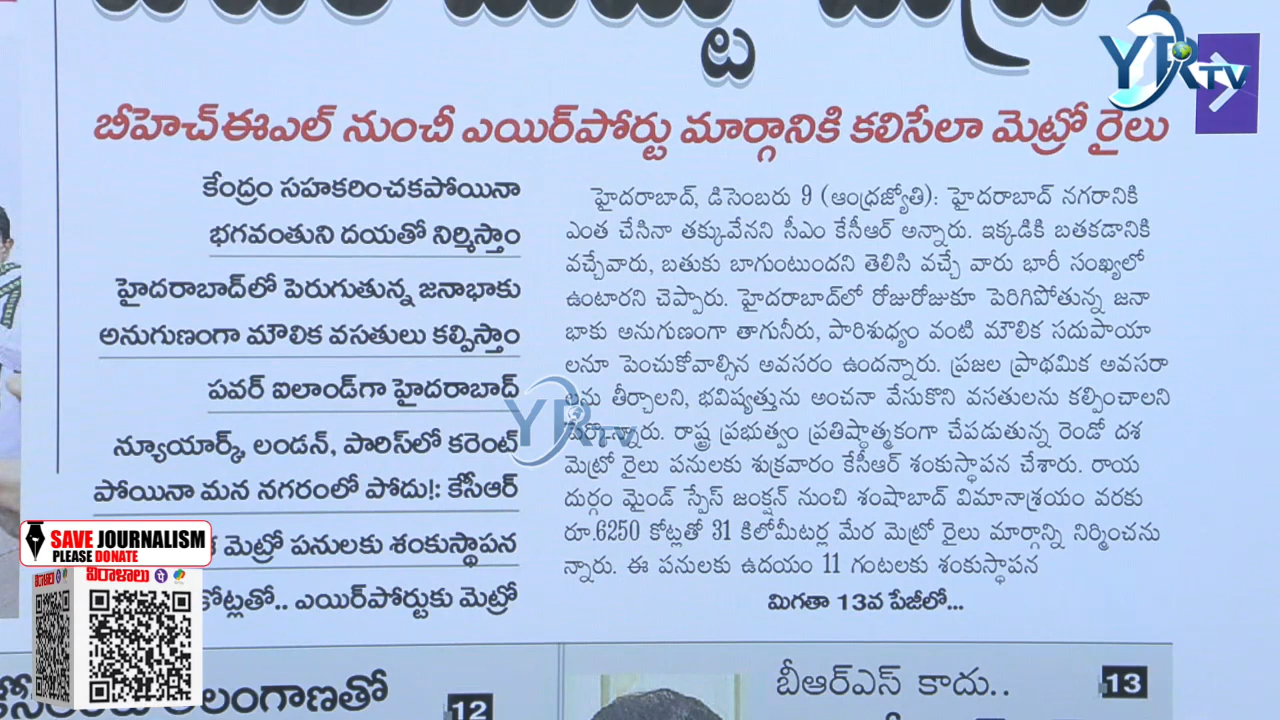 YR TV
బీహెచ్ఈఎల్ నుంచీ ఎయిర్‌పోర్టు మార్గానికి కలిసేలా మెట్రో రైలు
కేంద్రం సహకరించకపోయినా
భగవంతుని దయతో నిర్మిస్తాం
హైదరాబాద్‌లో పెరుగుతున్న జనాభాకు
అనుగుణంగా మౌలిక వసతులు కల్పిస్తాం
పవర్ ఐలాండ్‌గా హైదరాబాద్
న్యూయార్క్, లండన్, పారిస్‌లో కరెంట్
పోయినా మన నగరంలో పోదు!: కేసీఆర్
మెట్రో పనులకు శంకుస్థాపన
కోట్లతో.. ఎయిర్‌పోర్టుకు మెట్రో
హైదరాబాద్, డిసెంబరు 9 (ఆంధ్రజ్యోతి): హైదరాబాద్ నగరానికి
ఎంత చేసినా తక్కువేనని సీఎం కేసీఆర్ అన్నారు. ఇక్కడికి బతకడానికి
వచ్చేవారు, బతుకు బాగుంటుందని తెలిసి వచ్చే వారు భారీ సంఖ్యలో
ఉంటారని చెప్పారు. హైదరాబాద్‌లో రోజురోజుకూ పెరిగిపోతున్న జనా
భాకు అనుగుణంగా తాగునీరు, పారిశుధ్యం వంటి మౌలిక సదుపాయా
లనూ పెంచుకోవాల్సిన అవసరం ఉందన్నారు. ప్రజల ప్రాథమిక అవసరా
లను తీర్చాలని, భవిష్యత్తును అంచనా వేసుకొని వసతులను కల్పించాలని
పేర్కొన్నారు. రాష్ట్ర ప్రభుత్వం ప్రతిష్ఠాత్మకంగా చేపడుతున్న రెండో దశ
మెట్రో రైలు పనులకు శుక్రవారం కేసీఆర్ శంకుస్థాపన చేశారు. రాయ
దుర్గం మైండ్ స్పేస్ జంక్షన్ నుంచి శంషాబాద్ విమానాశ్రయం వరకు
రూ.6250 కోట్లతో 31 కిలోమీటర్ల మేర మెట్రో రైలు మార్గాన్ని నిర్మించను
న్నారు. ఈ పనులకు ఉదయం 11 గంటలకు శంకుస్థాపన
మిగతా 13వ పేజీలో...
YR TV
SAVE JOURNALISM
PLEASE DONATE
విరాళాలు
12
బీఆర్ఎస్ కాదు..
13